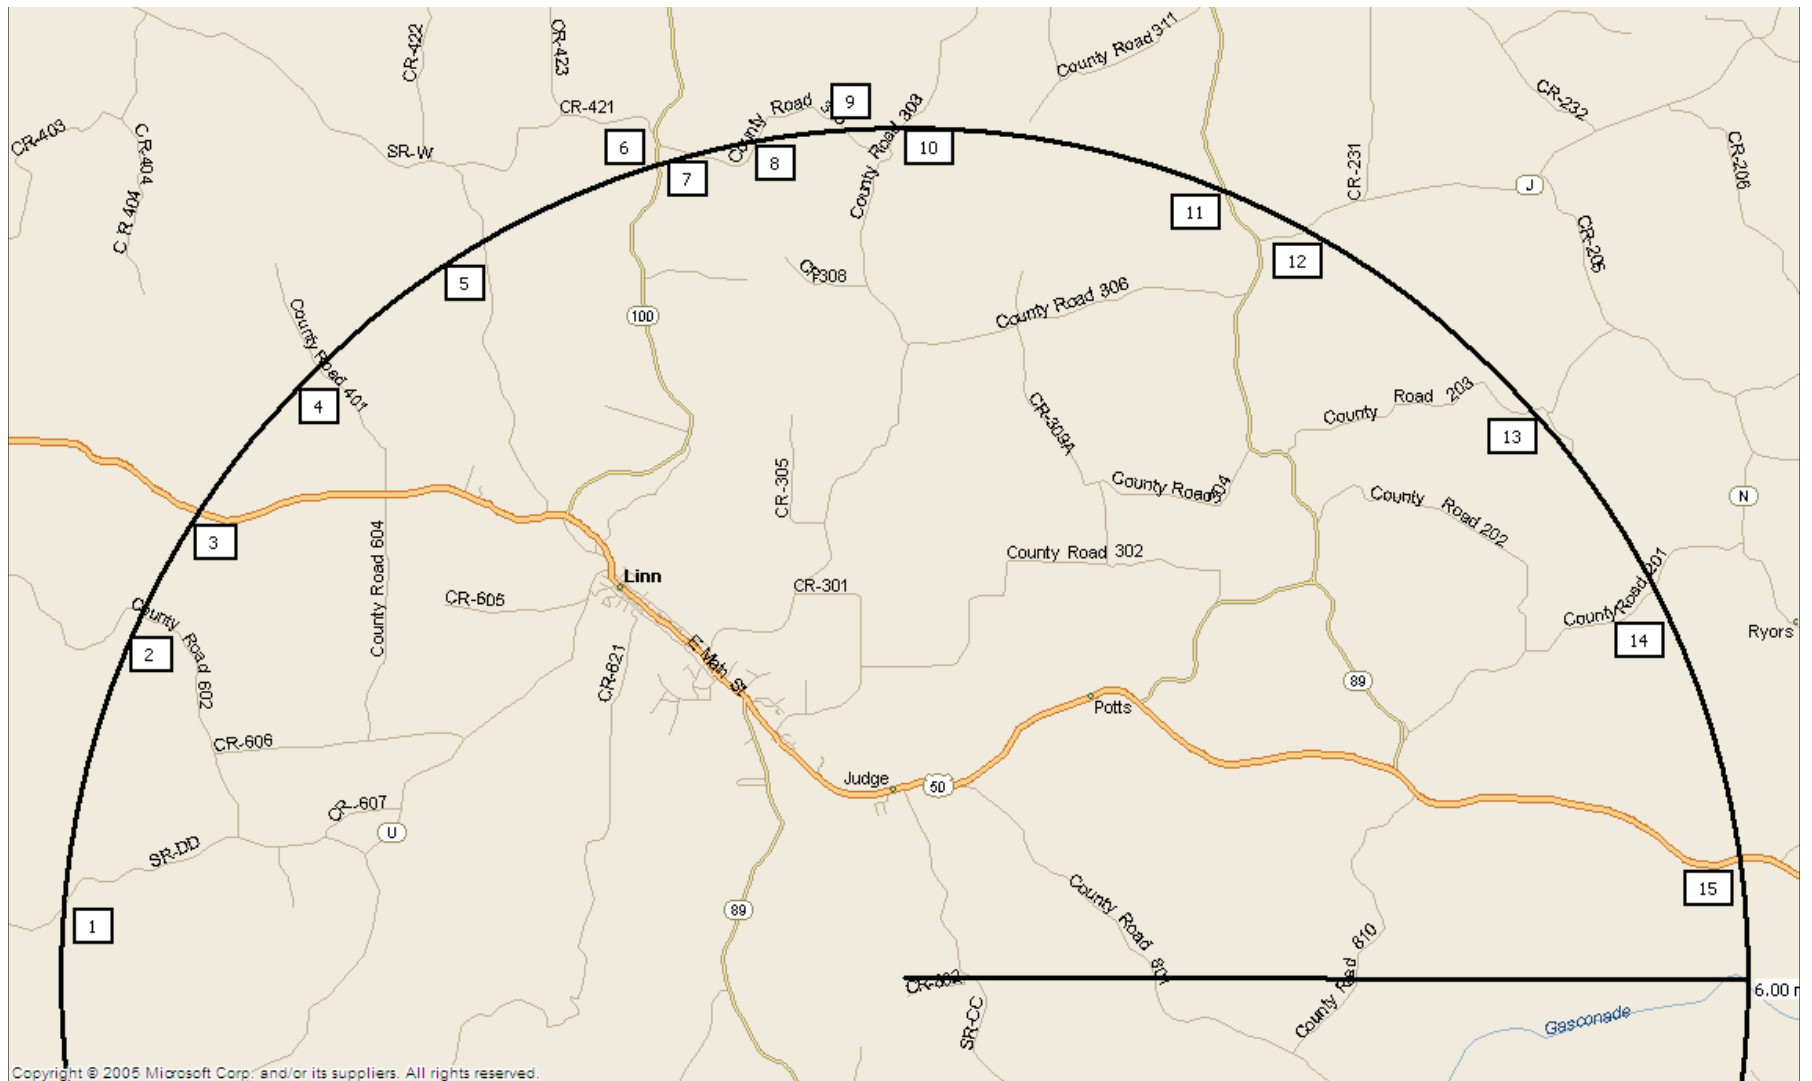 CR-422
CR-423
County Road 311
CR-232
CR-403
CR-404
CR-421
9
County Road
County Road 303
CR-231
CR-206
SR-W
6
7
8
10
C R 404
J
11
CR-205
5
12
CR-308
County Road 306
100
County Road 401
4
CR-309A
County Road 203
13
CR-305
County Road 304
County Road 202
N
3
County Road 604
County Road 302
Linn
CR-301
CR-605
County Road 201
County Road 602
2
E Main St
CR-621
14
Ryors
89
Potts
CR-606
Judge
50
CR-607
U
SR-DD
15
County Road
1
89
County Road 810
CR-
6.00
SR-CC
Gasconade
Copyright © 2005 Microsoft Corp. and/or its suppliers. All rights reserved.